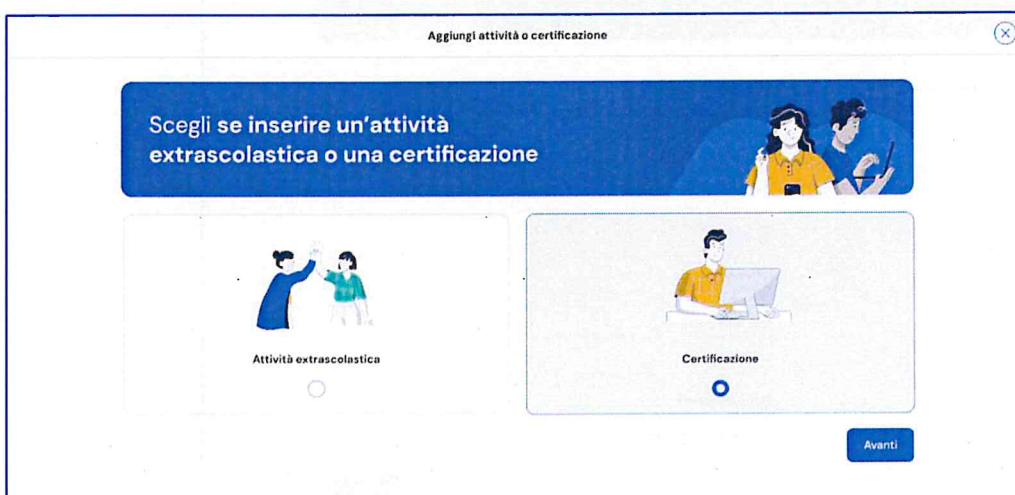 Aggiungi attività o certificazione
Scegli se inserire un'attività
extrascolastica o una certificazione
Attività extrascolastica
Certificazione
Avanti